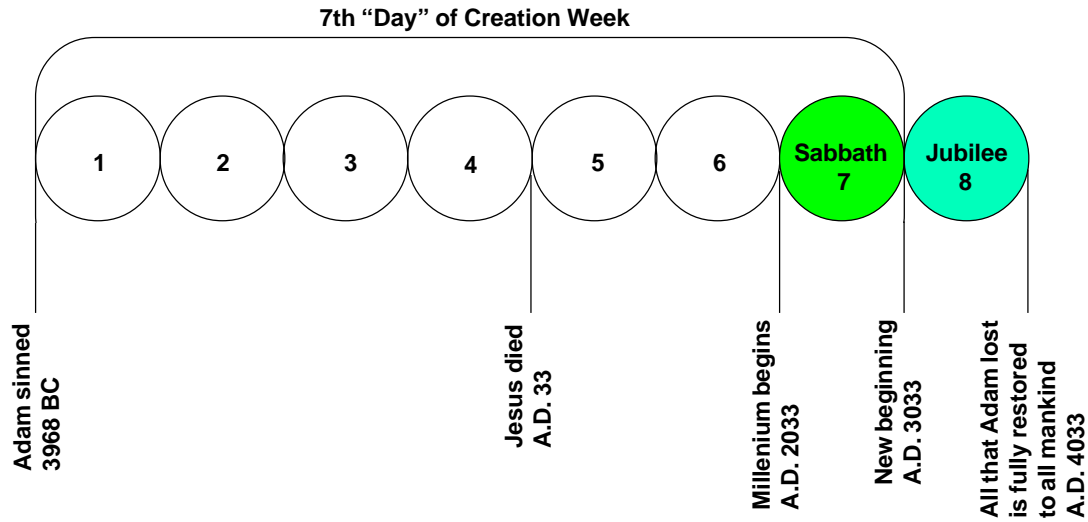 7th “Day” of Creation Week
1
2
3
4
5
6
Sabbath
7
Jubilee
8
Adam sinned
3968 BC
Jesus died
A.D. 33
Millenium begins
A.D. 2033
New beginning
A.D. 3033
All that Adam lost
is fully restored
to all mankind
A.D. 4033